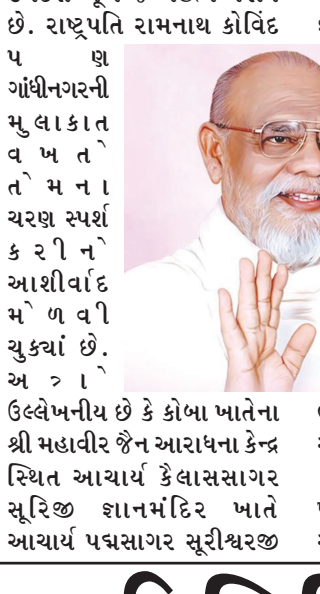 છે. રાષ્ટ્રપતિ રામનાથ કોવિંદ
પણ
ગાંધીનગરની
મુલાકાત
વખતે
તેમના
ચરણ સ્પર્શ
કરીને
આશીર્વાદ
મેળવી
ચુક્યાં છે.
અત્રે
ઉલ્લેખનીય છે કે કોબા ખાતેના
શ્રી મહાવીર જૈન આરાધના કેન્દ્ર
સ્થિત આચાર્ય કૈલાસસાગર
સૂરિજી જ્ઞાનમંદિર ખાતે
આચાર્ય પદ્મસાગર સૂરીશ્વરજી